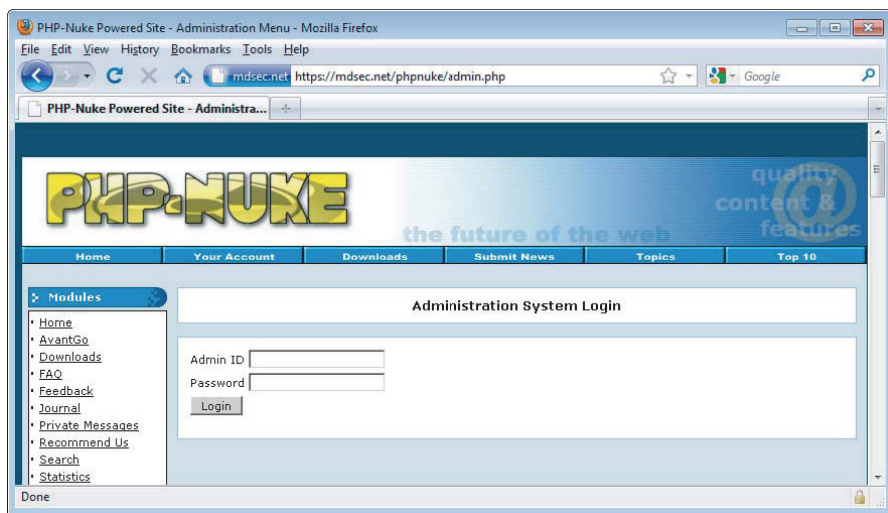 PHP-Nuke Powered Site - Administration Menu - Mozilla Firefox
File Edit View History Bookmarks Tools Help
mdsec.net https://mdsec.net/phpnuke/admin.php
Google
PHP-Nuke Powered Site - Administra...
PHP-NUKE
the future of the web
quality
content &
features
@
Home Your Account Downloads Submit News Topics Top 10
Modules
Administration System Login
• Home
• AvantGo
• Downloads
• FAQ
• Feedback
• Journal
• Private Messages
• Recommend Us
• Search
• Statistics
Admin ID
Password
Login
Done